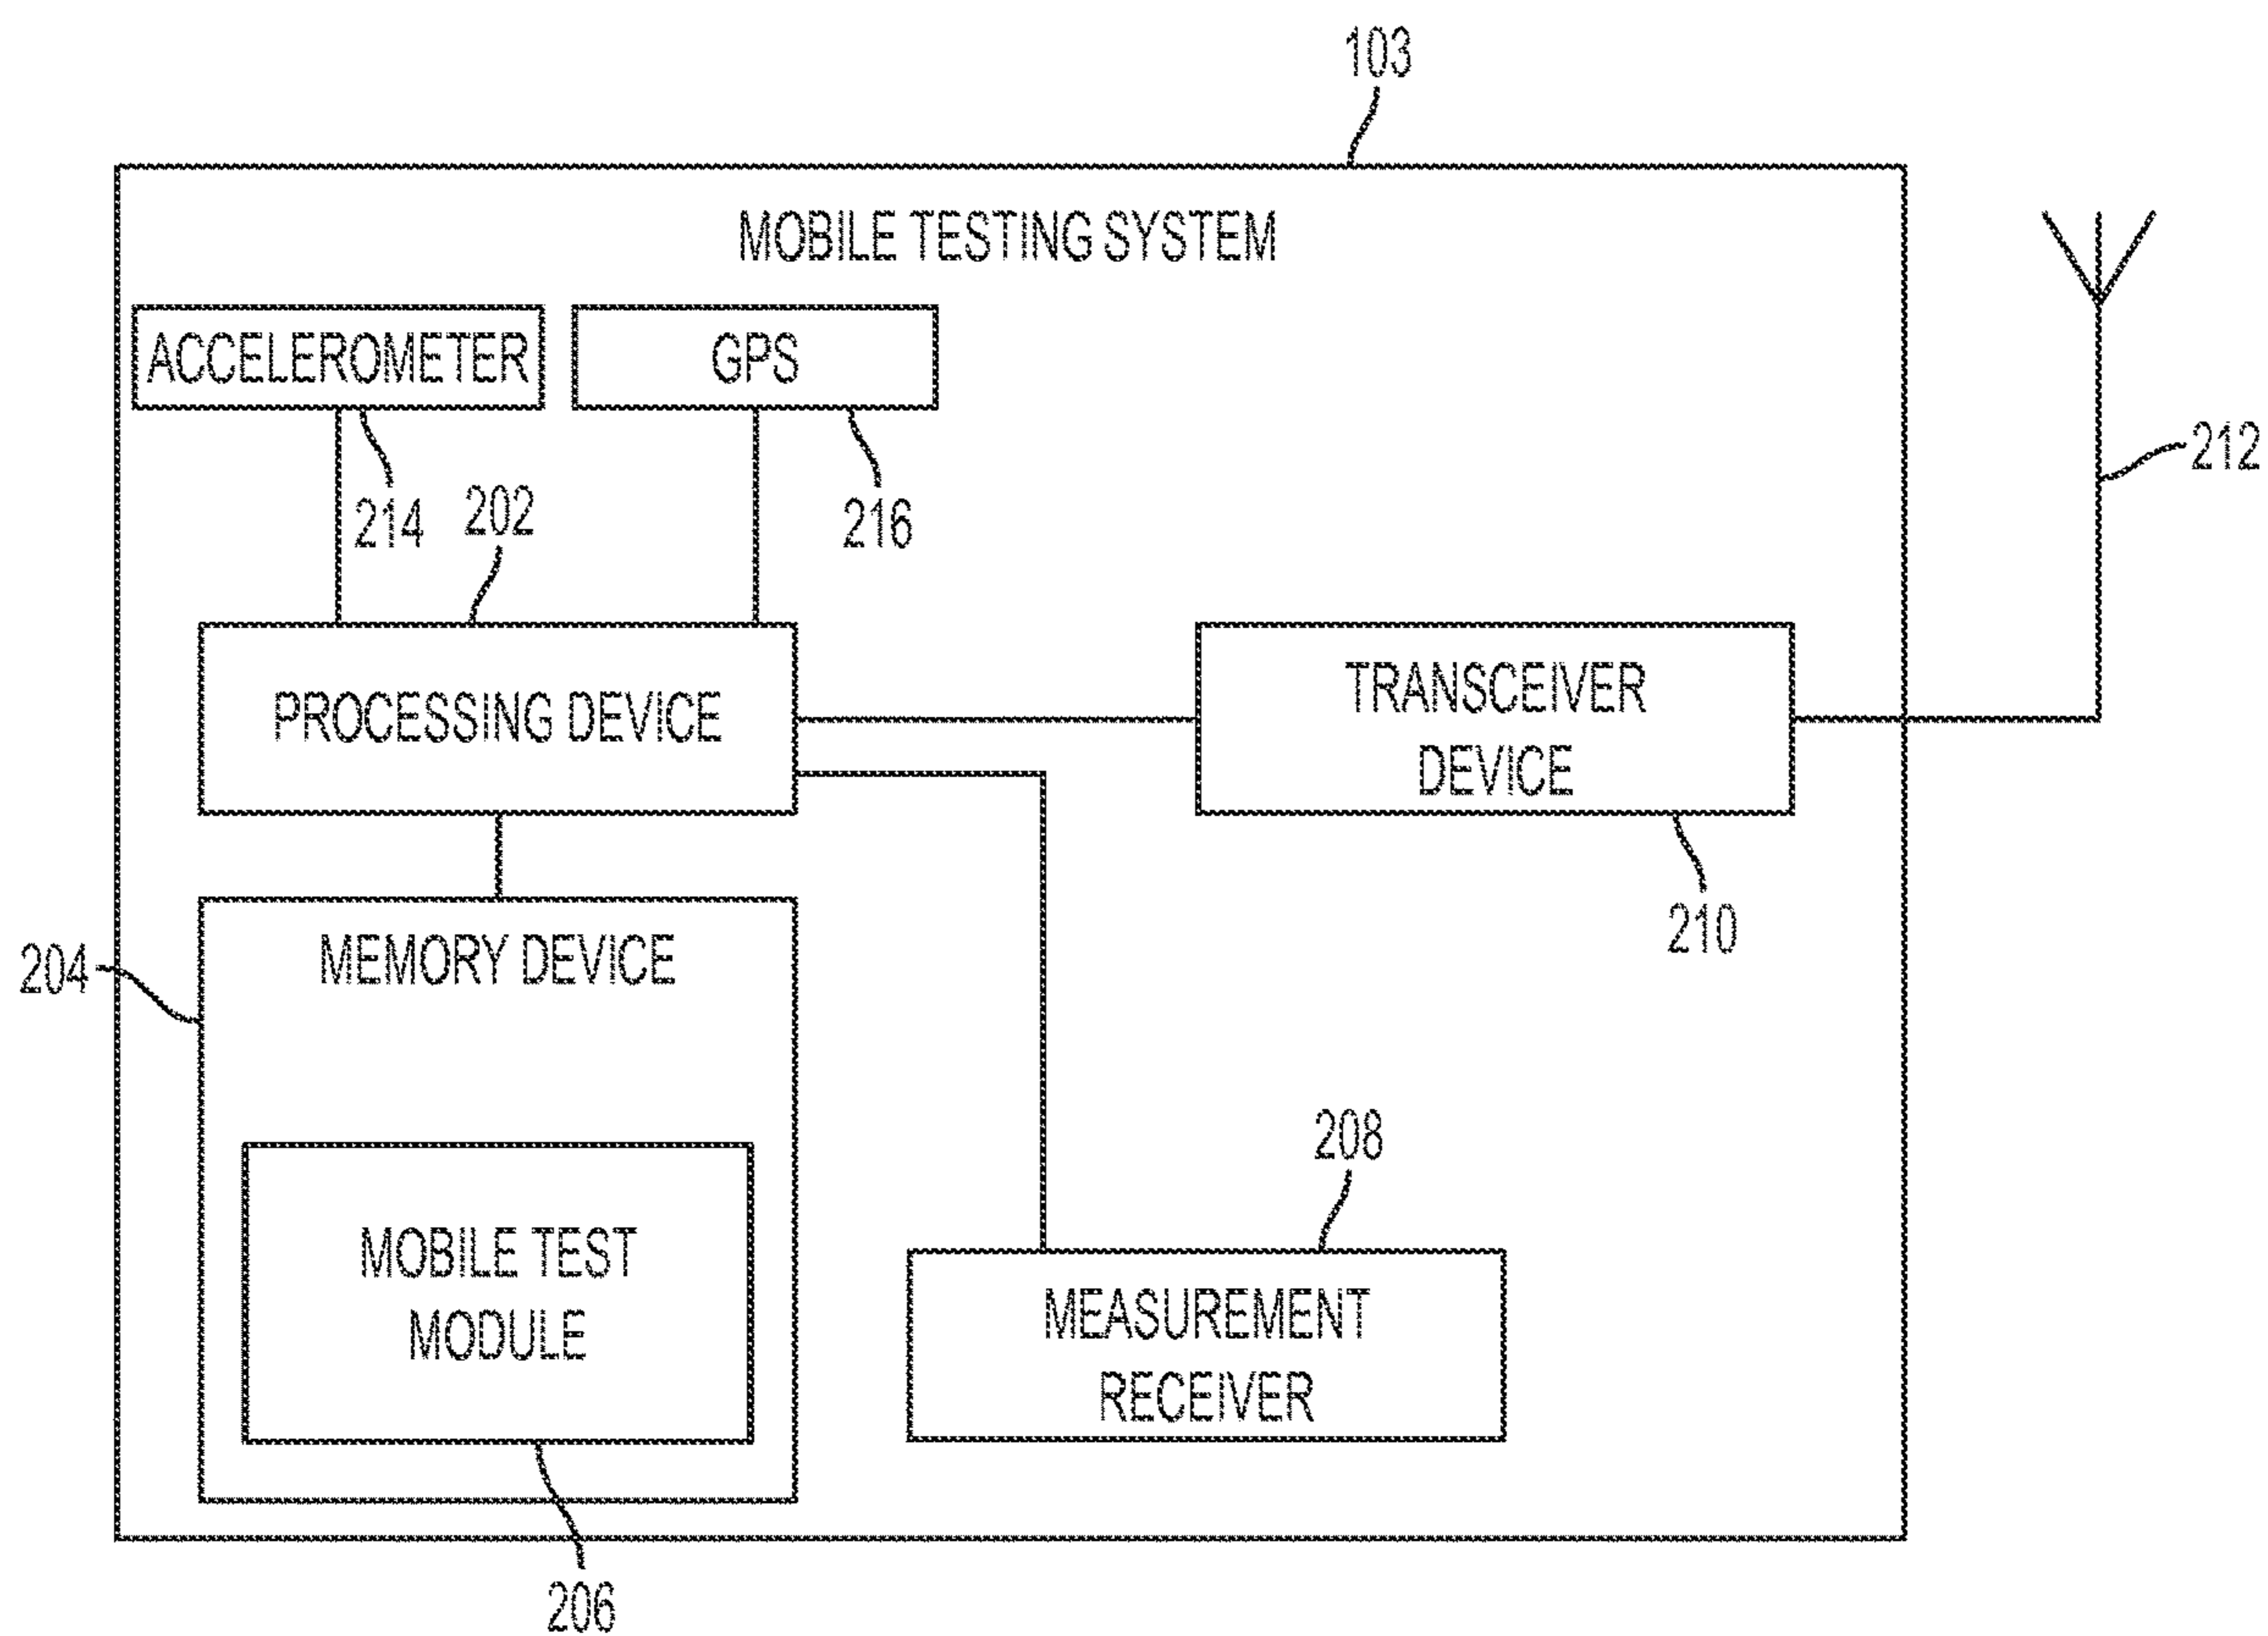 103
MOBILE TESTING SYSTEM
ACCELEROMETER
GPS
212
214
202
216
PROCESSING DEVICE
TRANSCEIVER
DEVICE
210
204
MEMORY DEVICE
208
MOBILE TEST
MODULE
MEASUREMENT
RECEIVER
206